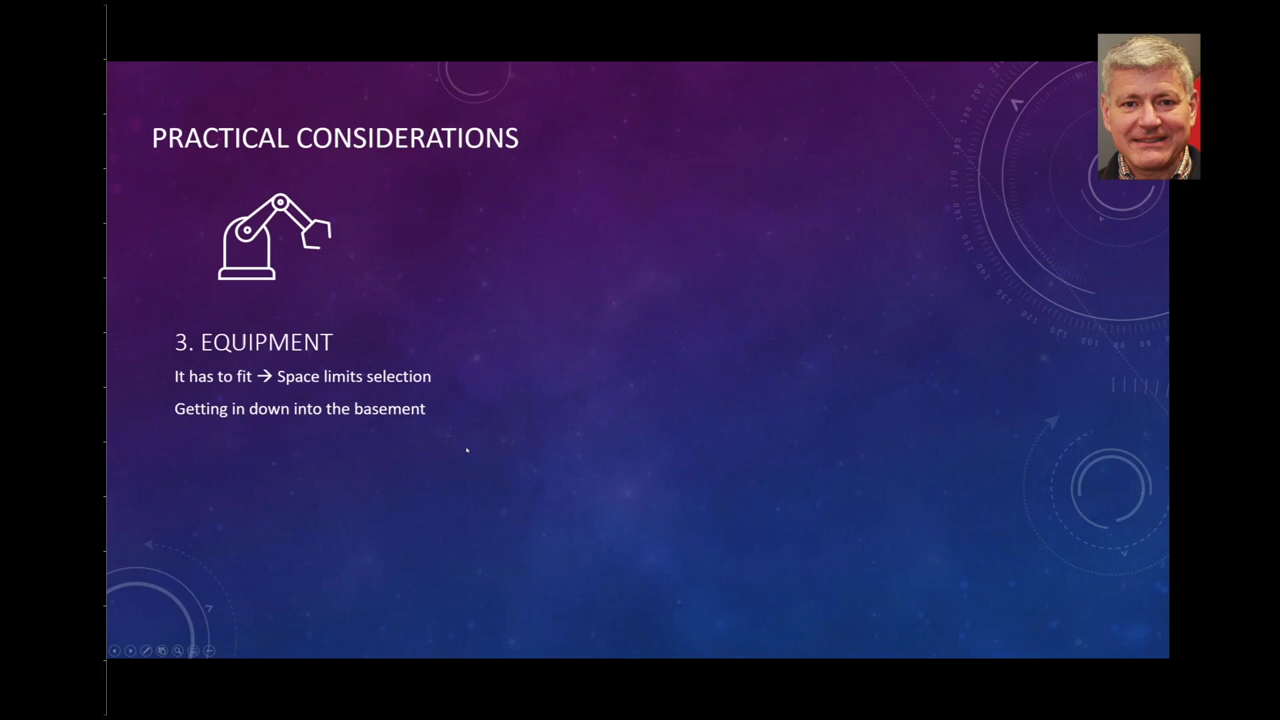 PRACTICAL CONSIDERATIONS
3. EQUIPMENT
It has to fit → Space limits selection
Getting in down into the basement